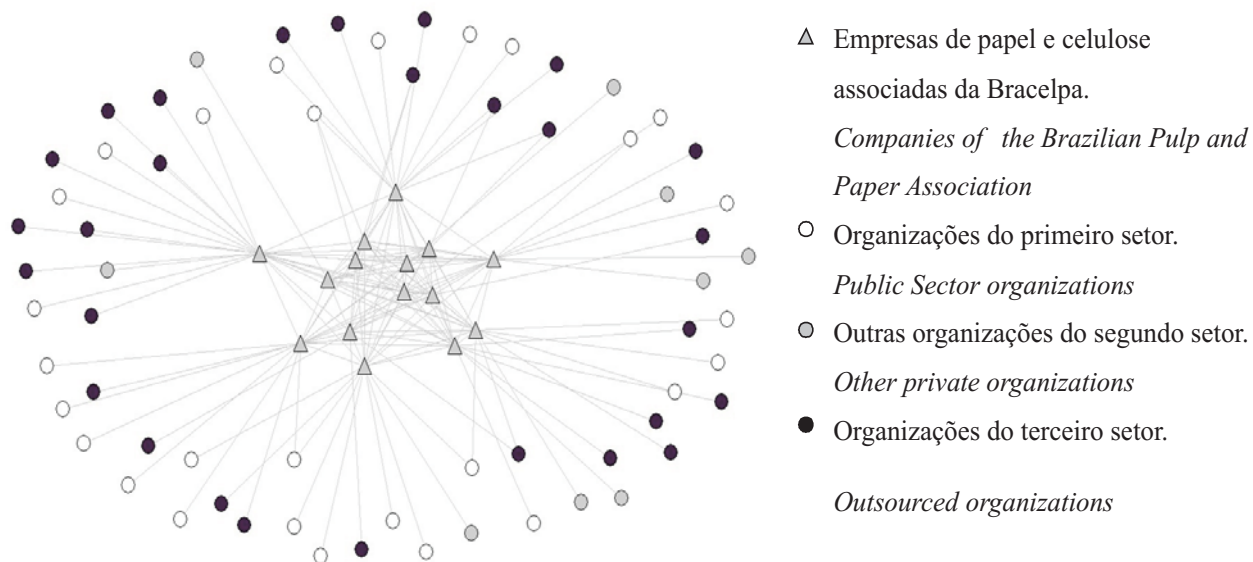 Empresas de papel e celulose
associadas da Bracelpa.
Companies of the Brazilian Pulp and
Paper Association
Organizações do primeiro setor.
Public Sector organizations
Outras organizações do segundo setor.
Other private organizations
Organizações do terceiro setor.
Outsourced organizations